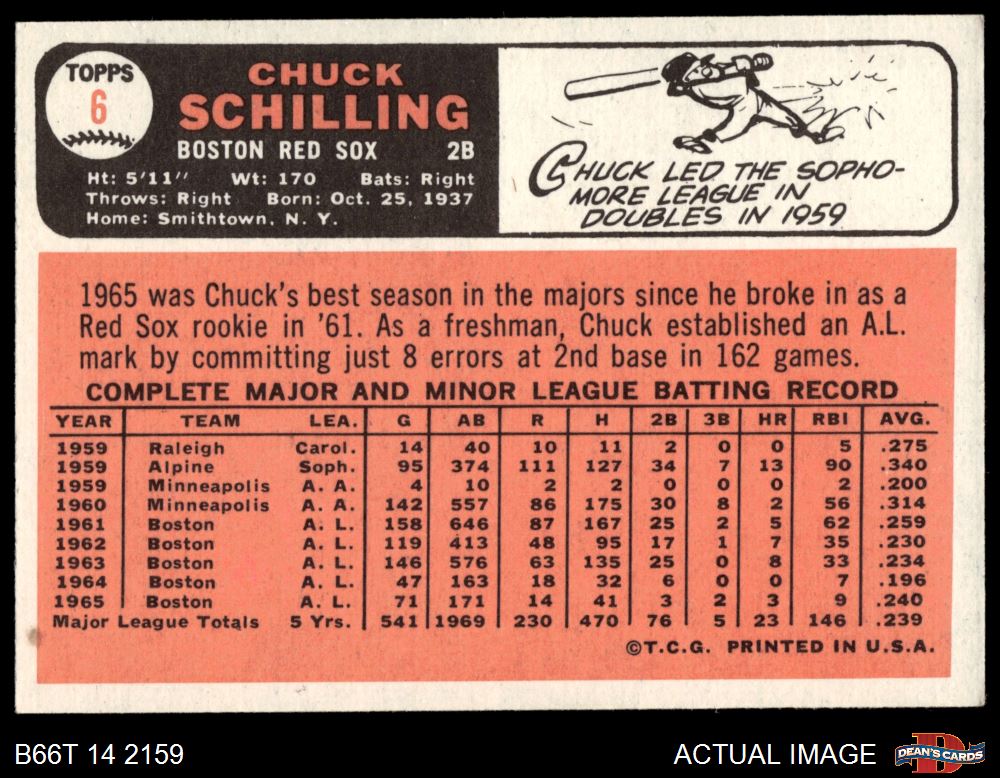 TOPPS
6
CHUCK
SCHILLING
BOSTON RED SOX 2B
Ht: 5'11" Wt: 170 Bats: Right
Throws: Right Born: Oct. 25, 1937
Home: Smithtown, N. Y.
CHUCK LED THE SOPHO-
MORE LEAGUE IN
DOUBLES IN 1959
1965 was Chuck's best season in the majors since he broke in as a
Red Sox rookie in '61. As a freshman, Chuck established an A.L.
mark by committing just 8 errors at 2nd base in 162 games.
COMPLETE MAJOR AND MINOR LEAGUE BATTING RECORD
YEAR TEAM LEA. G AB R H 2B 3B HR RBI AVG.
1959 Raleigh Carol. 14 40 10 11 2 0 0 5 .275
1959 Alpine Soph. 95 374 111 127 34 7 13 90 .340
1959 Minneapolis A. A. 4 10 2 2 0 0 0 2 .200
1960 Minneapolis A. A. 142 557 86 175 30 8 2 56 .314
1961 Boston A. L. 158 646 87 167 25 2 5 62 .259
1962 Boston A. L. 119 413 48 95 17 1 7 35 .230
1963 Boston A. L. 146 576 63 135 25 0 8 33 .234
1964 Boston A. L. 47 163 18 32 6 0 0 7 .196
1965 Boston A. L. 71 171 14 41 3 2 3 9 .240
Major League Totals 5 Yrs. 541 1969 230 470 76 5 23 146 .239
©T.C.G. PRINTED IN U.S.A.
B66T 14 2159
ACTUAL IMAGE
DEAN'S CARDS